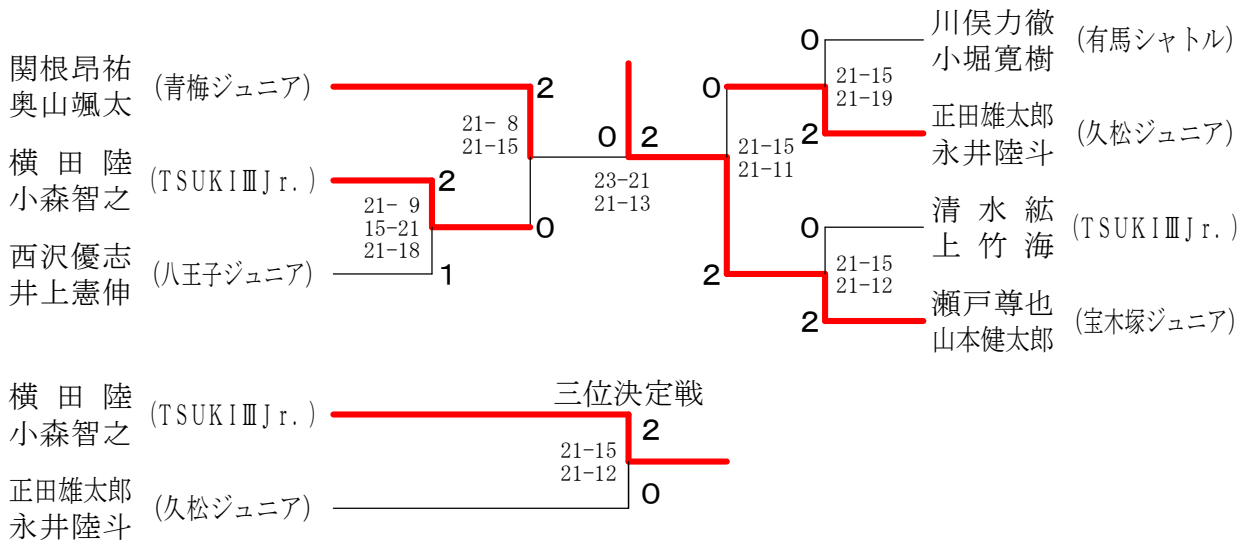 関根昂祐
奥山颯太
(青梅ジュニア)
2
21- 8
21-15
横田陸
小森智之
(TSUKIⅢJr.)
2
21- 9
15-21
21-18
0
西沢優志
井上憲伸
(八王子ジュニア)
1
0
2
23-21
21-13
川俣力徹
小堀寛樹
(有馬シャトル)
0
21-15
21-19
0
正田雄太郎
永井陸斗
(久松ジュニア)
2
21-15
21-11
清水紘
上竹海
(TSUKIⅢJr.)
0
21-15
21-12
2
瀬戸尊也
山本健太郎
(宝木塚ジュニア)
2
三位決定戦
横田陸
小森智之
(TSUKIⅢJr.)
2
21-15
21-12
正田雄太郎
永井陸斗
(久松ジュニア)
0